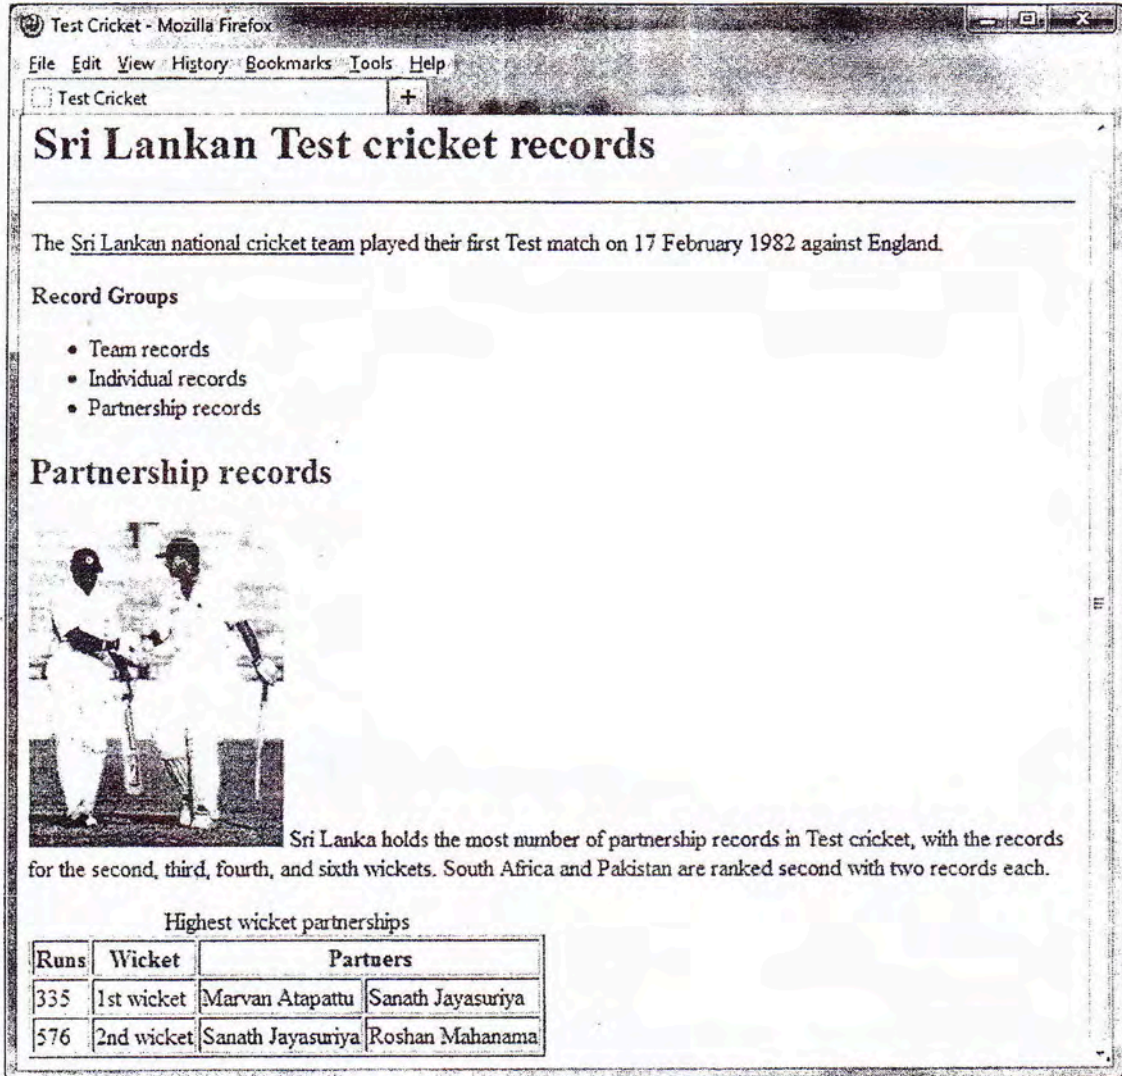 Test Cricket - Mozilla Firefox
File Edit View History Bookmarks Tools Help
Test Cricket +
Sri Lankan Test cricket records
The Sri Lankan national cricket team played their first Test match on 17 February 1982 against England.
Record Groups
• Team records
• Individual records
• Partnership records
Partnership records
Sri Lanka holds the most number of partnership records in Test cricket, with the records
for the second, third, fourth, and sixth wickets. South Africa and Pakistan are ranked second with two records each.
Highest wicket partnerships
Runs Wicket Partners
335 1st wicket Marvan Atapattu Sanath Jayasuriya
576 2nd wicket Sanath Jayasuriya Roshan Mahanama